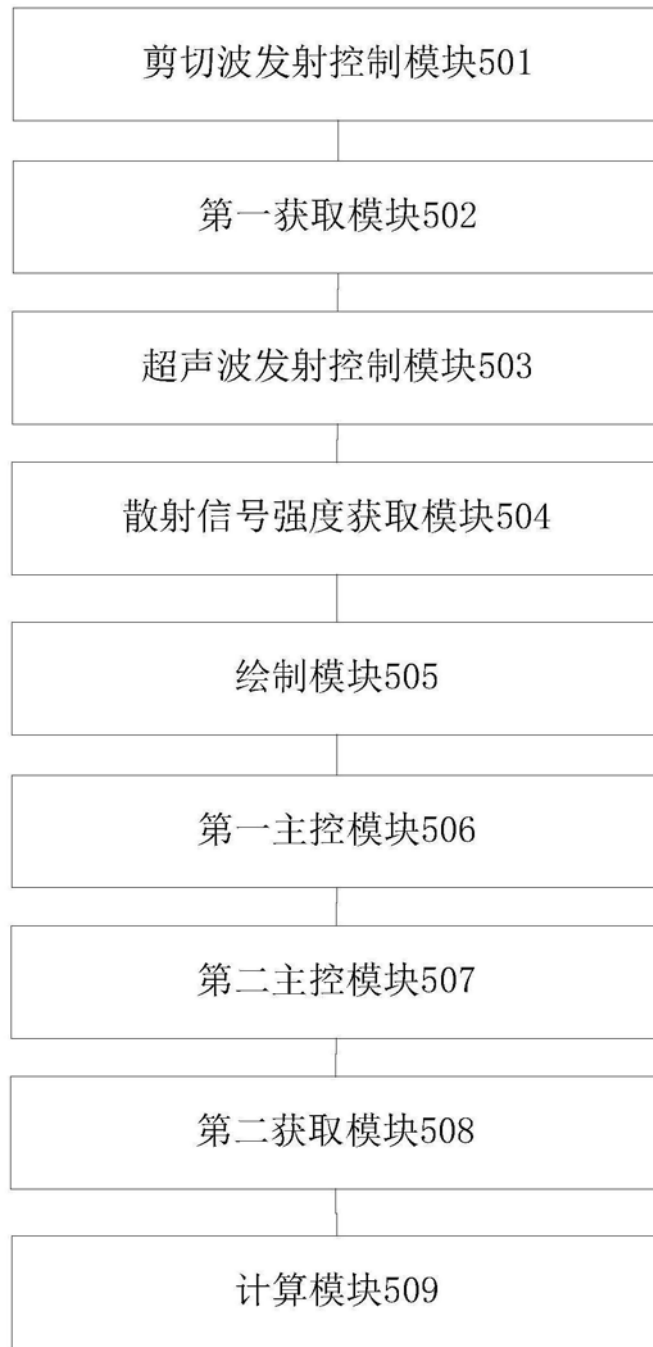 剪切波发射控制模块501
第一获取模块502
超声波发射控制模块503
散射信号强度获取模块504
绘制模块505
第一主控模块506
第二主控模块507
第二获取模块508
计算模块509